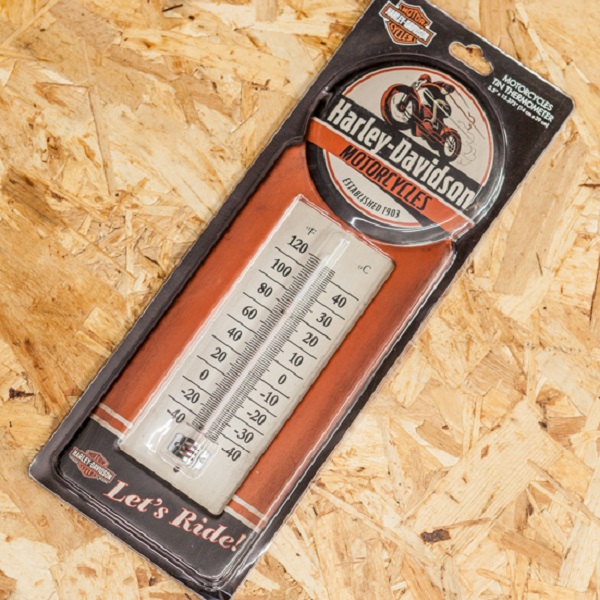 MOTOR
HARLEY-DAVIDSON
CYCLES
MOTORCYCLES
TIN THERMOMETER
Harley-Davidson
MOTORCYCLES
ESTABLISHED 1903
°F
°C
120
100
80
60
40
20
0
-20
-40
40
30
20
10
0
-10
-20
-30
-40
MOTOR
HARLEY-DAVIDSON
CYCLES
Let's Ride!